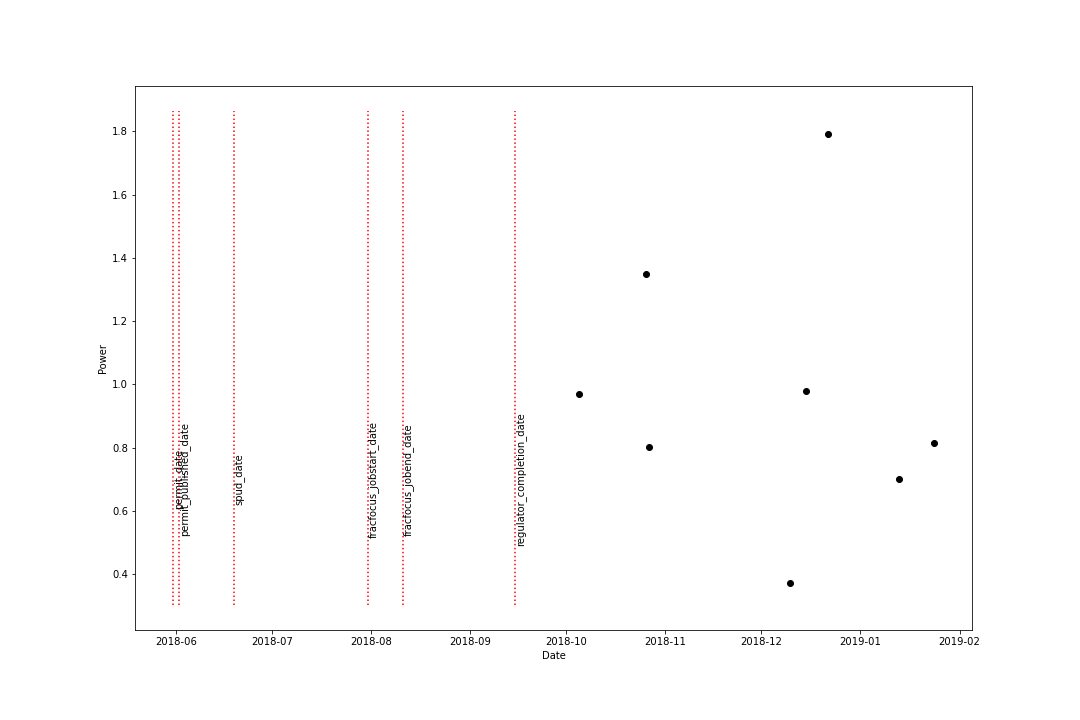 1.8
1.6
1.4
1.2
1.0
0.8
0.6
0.4
Power
permit_date
permit_published_date
spud_date
fracfocus_jobstart_date
fracfocus_jobend_date
regulator_completion_date
2018-06 2018-07 2018-08 2018-09 2018-10 2018-11 2018-12 2019-01 2019-02
Date